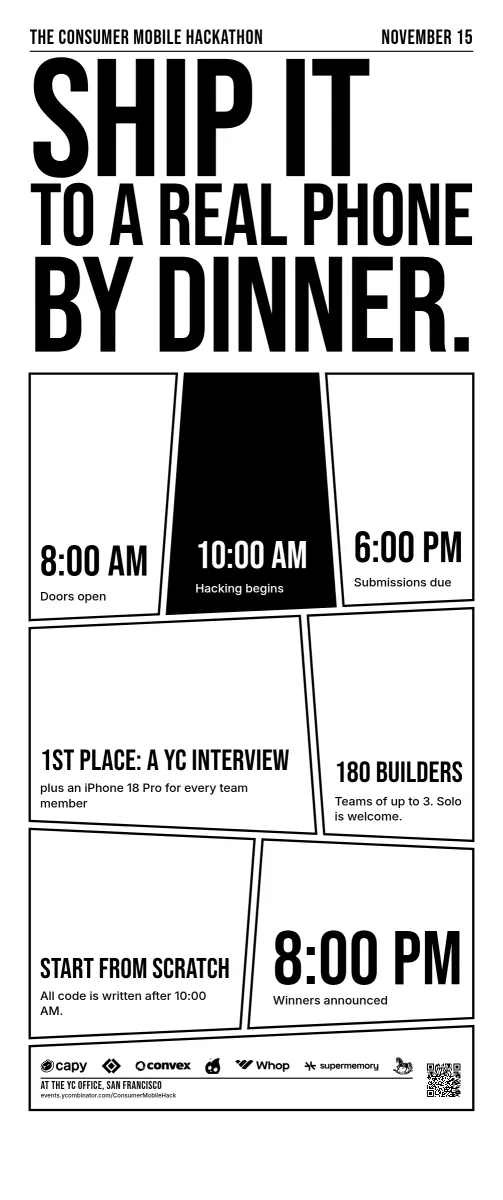 THE CONSUMER MOBILE HACKATHON
NOVEMBER 15
SHIP IT
TO A REAL PHONE
BY DINNER.
8:00 AM
Doors open
10:00 AM
Hacking begins
6:00 PM
Submissions due
1ST PLACE: A YC INTERVIEW
plus an iPhone 18 Pro for every team
member
180 BUILDERS
Teams of up to 3. Solo
is welcome.
START FROM SCRATCH
All code is written after 10:00
AM.
8:00 PM
Winners announced
capy
convex
Whop
supermemory
AT THE YC OFFICE, SAN FRANCISCO
events.ycombinator.com/ConsumerMobileHack